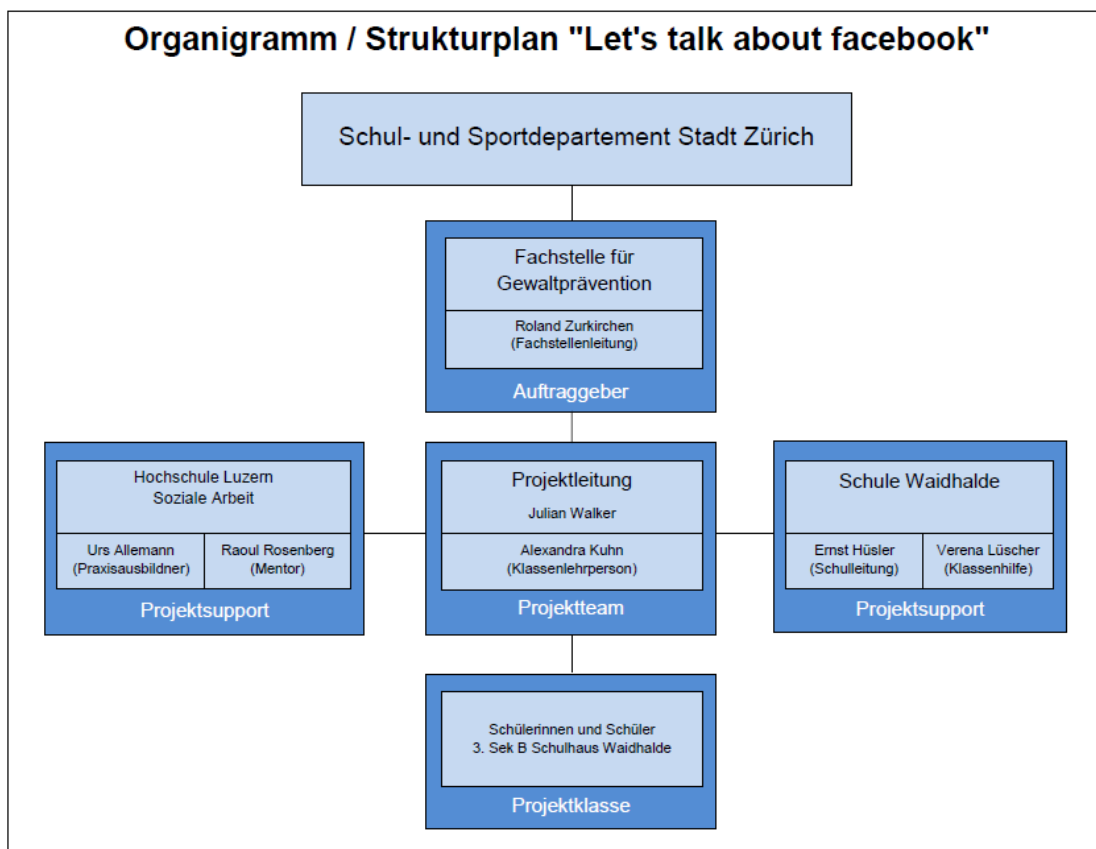 Organigramm / Strukturplan "Let's talk about facebook"
Schul- und Sportdepartement Stadt Zürich
Fachstelle für
Gewaltprävention
Roland Zurkirchen
(Fachstellenleitung)
Auftraggeber
Hochschule Luzern
Soziale Arbeit
Urs Allemann
(Praxisausbildner)
Raoul Rosenberg
(Mentor)
Projektsupport
Projektleitung
Julian Walker
Alexandra Kuhn
(Klassenlehrperson)
Projektteam
Schule Waidhalde
Ernst Hüsler
(Schulleitung)
Verena Lüscher
(Klassenhilfe)
Projektsupport
Schülerinnen und Schüler
3. Sek B Schulhaus Waidhalde
Projektklasse